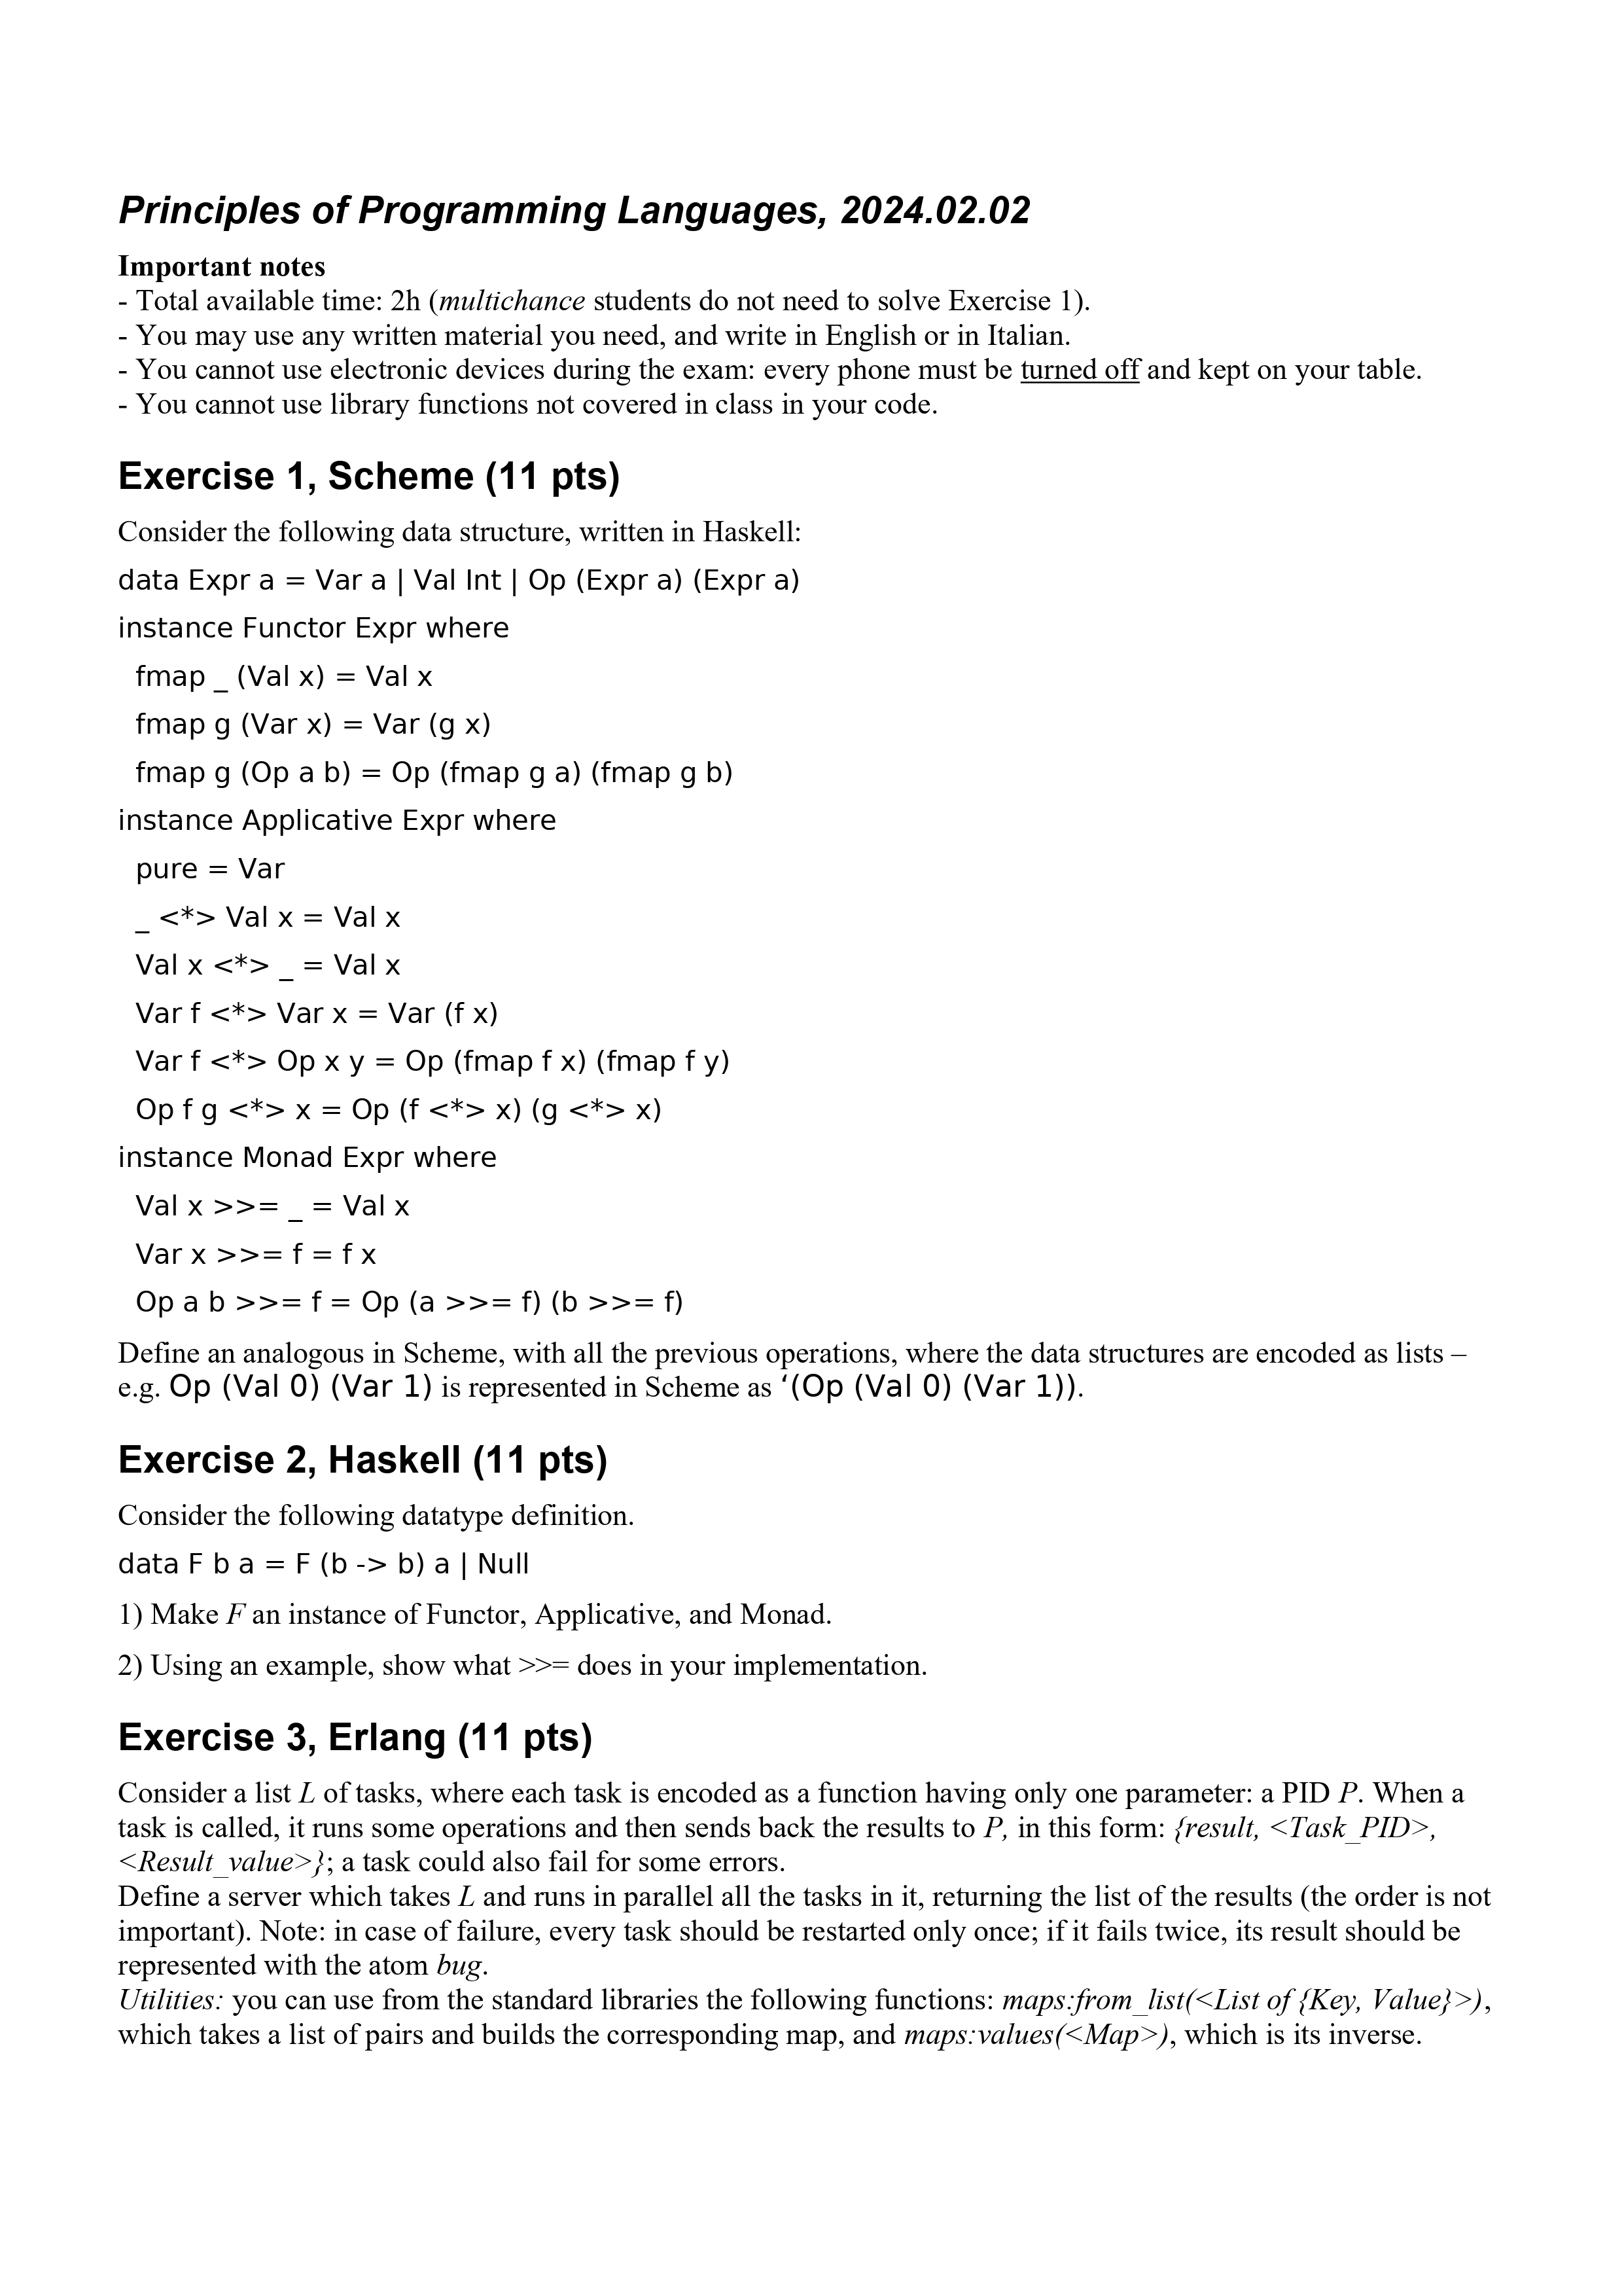 Principles of Programming Languages, 2024.02.02
Important notes
- Total available time: 2h (multichance students do not need to solve Exercise 1).
- You may use any written material you need, and write in English or in Italian.
- You cannot use electronic devices during the exam: every phone must be turned off and kept on your table.
- You cannot use library functions not covered in class in your code.
Exercise 1, Scheme (11 pts)
Consider the following data structure, written in Haskell:
data Expr a = Var a | Val Int | Op (Expr a) (Expr a)
instance Functor Expr where
fmap _ (Val x) = Val x
fmap g (Var x) = Var (g x)
fmap g (Op a b) = Op (fmap g a) (fmap g b)
instance Applicative Expr where
pure = Var
_ <*> Val x = Val x
Val x <*> _ = Val x
Var f <*> Var x = Var (f x)
Var f <*> Op x y = Op (fmap f x) (fmap f y)
Op f g <*> x = Op (f <*> x) (g <*> x)
instance Monad Expr where
Val x >>= _ = Val x
Var x >>= f = f x
Op a b >>= f = Op (a >>= f) (b >>= f)
Define an analogous in Scheme, with all the previous operations, where the data structures are encoded as lists –
e.g. Op (Val 0) (Var 1) is represented in Scheme as ‘(Op (Val 0) (Var 1)).
Exercise 2, Haskell (11 pts)
Consider the following datatype definition.
data F b a = F (b -> b) a | Null
1) Make F an instance of Functor, Applicative, and Monad.
2) Using an example, show what >>= does in your implementation.
Exercise 3, Erlang (11 pts)
Consider a list L of tasks, where each task is encoded as a function having only one parameter: a PID P. When a
task is called, it runs some operations and then sends back the results to P, in this form: {result, <Task_PID>,
<Result_value>}; a task could also fail for some errors.
Define a server which takes L and runs in parallel all the tasks in it, returning the list of the results (the order is not
important). Note: in case of failure, every task should be restarted only once; if it fails twice, its result should be
represented with the atom bug.
Utilities: you can use from the standard libraries the following functions: maps:from_list(<List of {Key, Value}>),
which takes a list of pairs and builds the corresponding map, and maps:values(<Map>), which is its inverse.